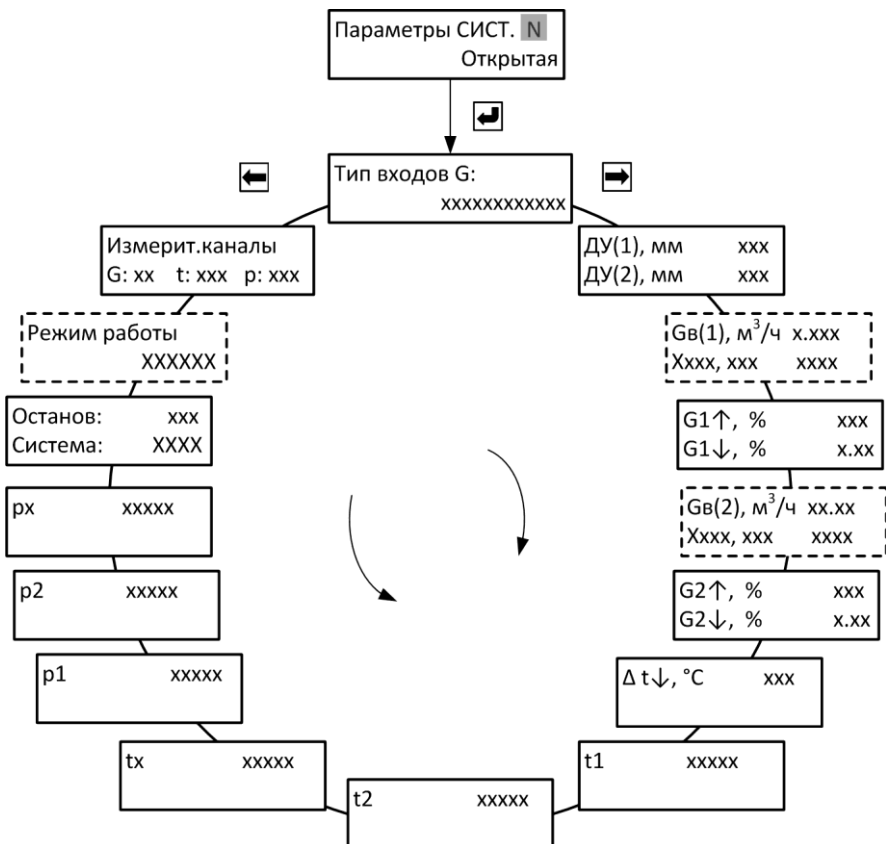 Параметры СИСТ. N
Открытая
Тип входов G:
xxxxxxxxxxxx
ДУ(1), мм xxx
ДУ(2), мм xxx
Gв(1), м³/ч x.xxx
Xxxx, xxx xxxx
G1↑, % xxx
G1↓, % x.xx
Gв(2), м³/ч xx.xx
Xxxx, xxx xxxx
G2↑, % xxx
G2↓, % x.xx
Δ t↓, °C xxx
t1 xxxxx
t2 xxxxx
tx xxxxx
p1 xxxxx
p2 xxxxx
px xxxxx
Останов: xxx
Система: XXXX
Режим работы
XXXXXX
Измерит.каналы
G: xx t: xxx p: xxx